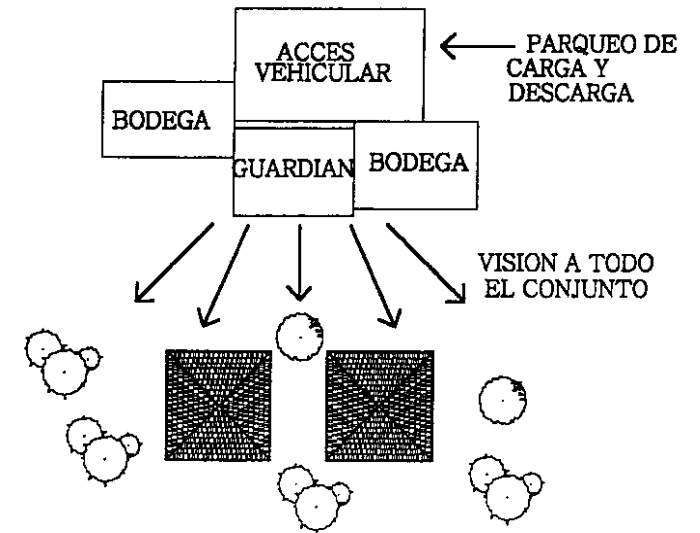 ACCES
VEHICULAR
PARQUEO DE
CARGA Y
DESCARGA
BODEGA
GUARDIAN
BODEGA
VISION A TODO
EL CONJUNTO